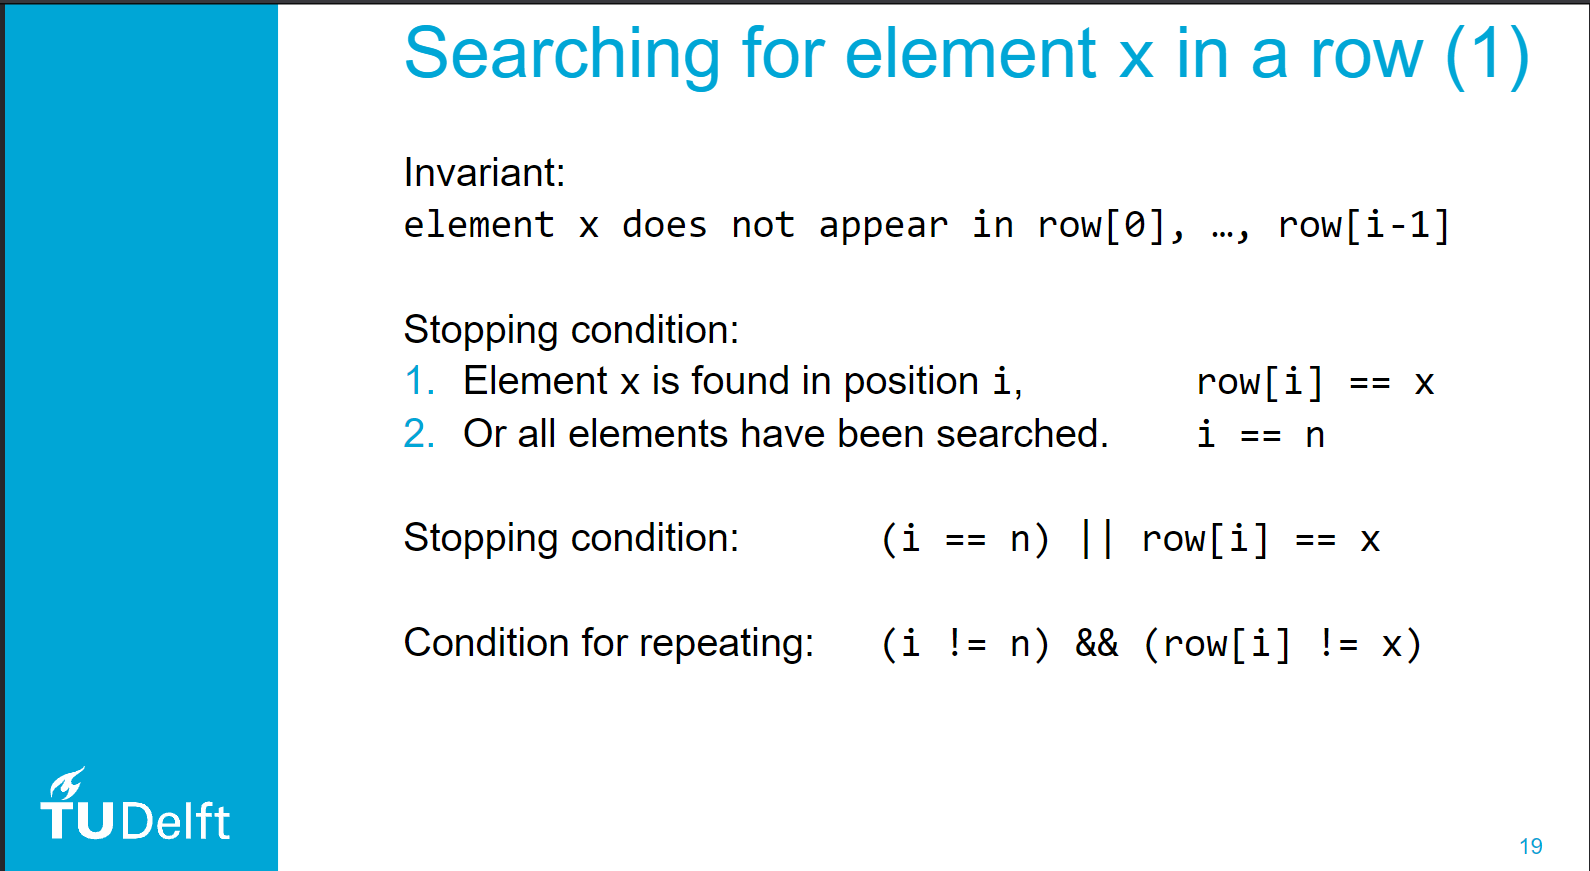 Searching for element x in a row (1)
Invariant:
element x does not appear in row[0], …, row[i-1]
Stopping condition:
1. Element x is found in position i, row[i] == x
2. Or all elements have been searched. i == n
Stopping condition: (i == n) || row[i] == x
Condition for repeating: (i != n) && (row[i] != x)
TUDelft
19